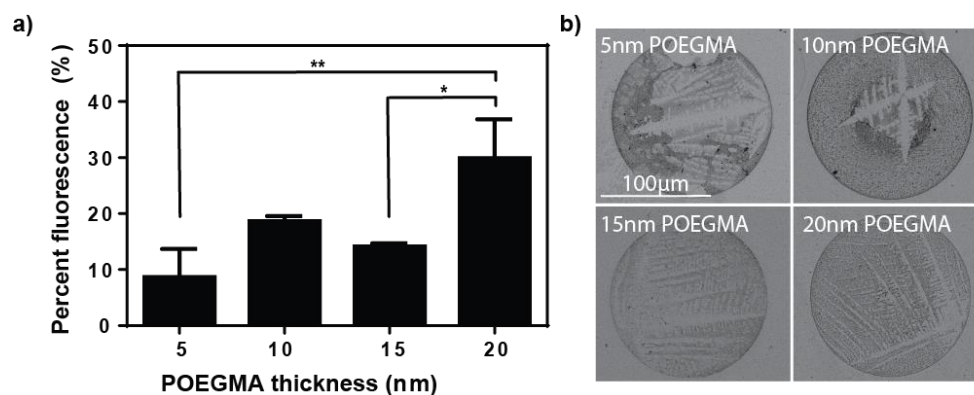 a)
50
40
30
20
10
0
Percent fluorescence (%)
**
*
5 10 15 20
POEGMA thickness (nm)
b)
5nm POEGMA
10nm POEGMA
100µm
15nm POEGMA
20nm POEGMA